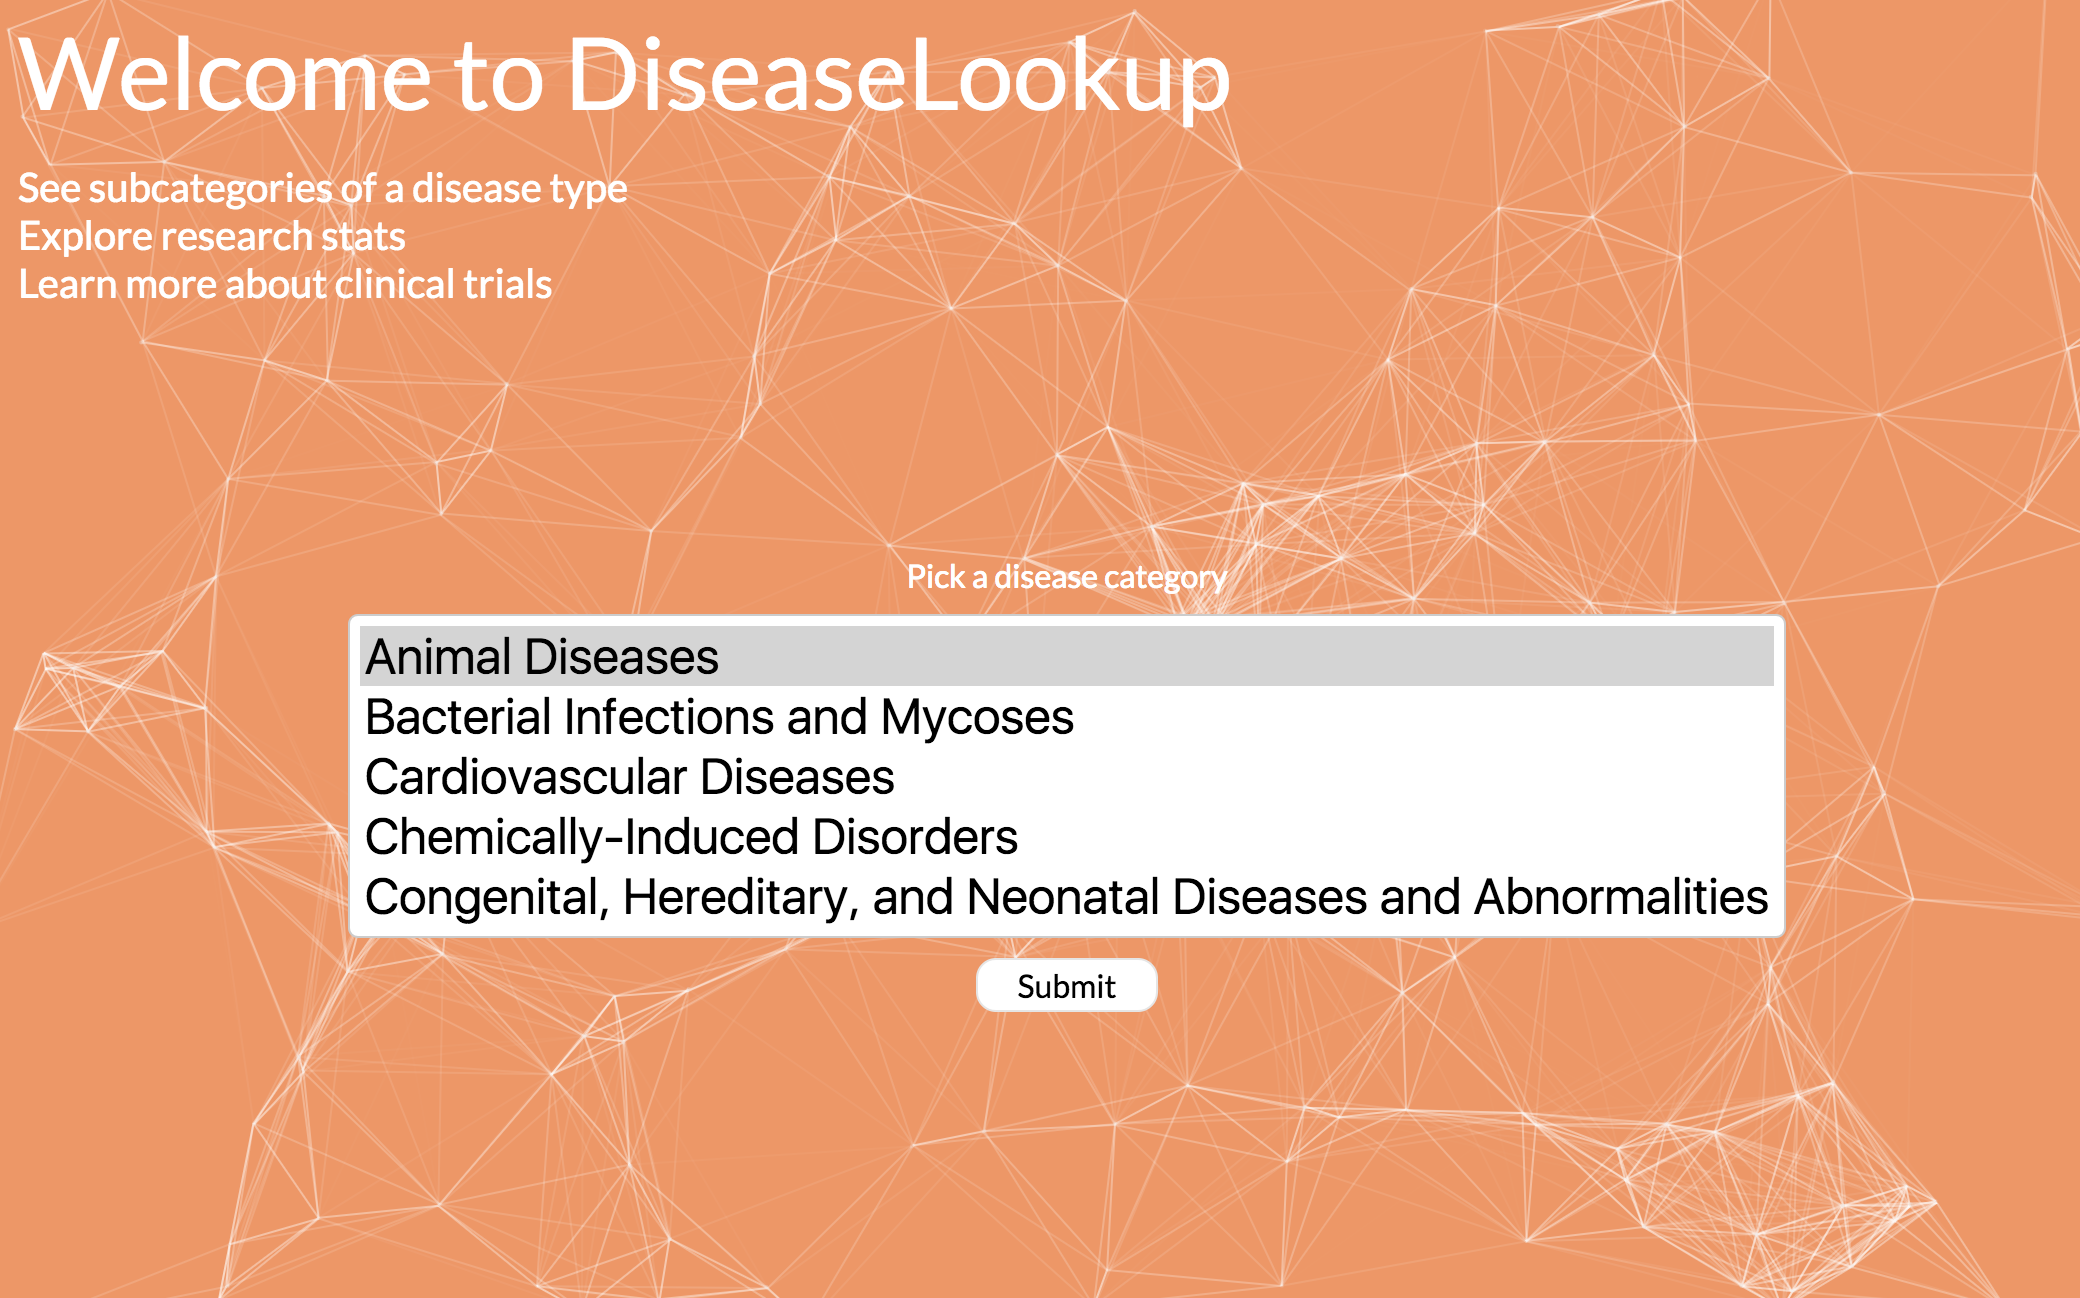 Welcome to DiseaseLookup
See subcategories of a disease type
Explore research stats
Learn more about clinical trials
Pick a disease category
Animal Diseases
Bacterial Infections and Mycoses
Cardiovascular Diseases
Chemically-Induced Disorders
Congenital, Hereditary, and Neonatal Diseases and Abnormalities
Submit